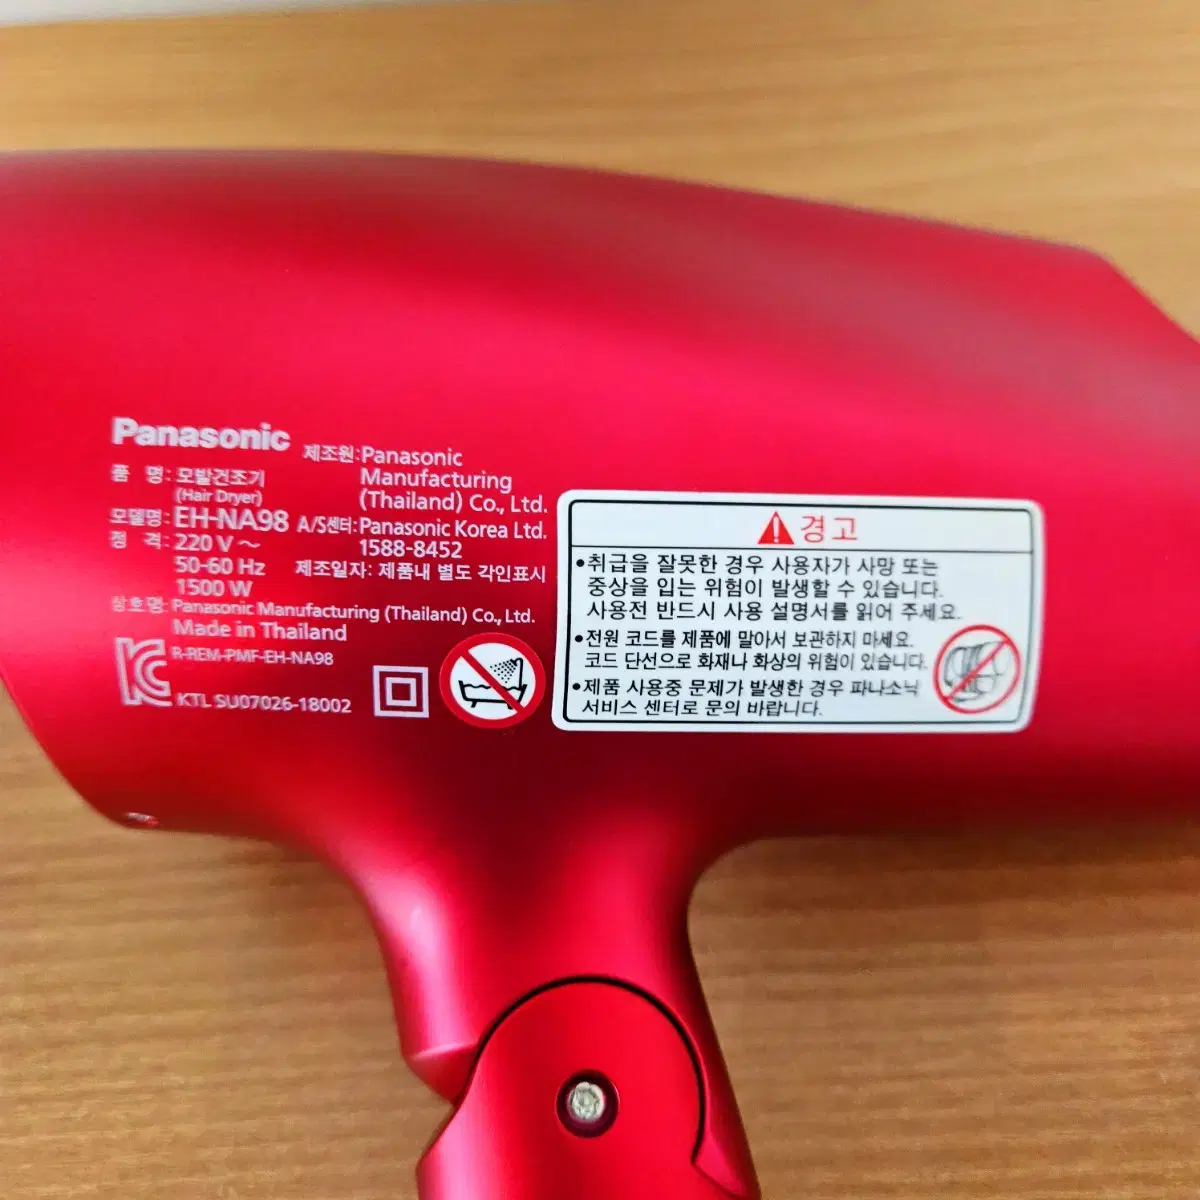 Panasonic
제조원: Panasonic
Manufacturing
(Thailand) Co., Ltd.
품 명: 모발건조기
(Hair Dryer)
모델명: EH-NA98
A/S센터: Panasonic Korea Ltd.
1588-8452
정 격: 220 V ~
50-60 Hz
1500 W
제조일자: 제품내 별도 각인표시
상호명: Panasonic Manufacturing (Thailand) Co., Ltd.
Made in Thailand
R-REM-PMF-EH-NA98
KTL SU07026-18002
경고
•취급을 잘못한 경우 사용자가 사망 또는
중상을 입는 위험이 발생할 수 있습니다.
사용전 반드시 사용 설명서를 읽어 주세요.
•전원 코드를 제품에 말아서 보관하지 마세요.
코드 단선으로 화재나 화상의 위험이 있습니다.
•제품 사용중 문제가 발생한 경우 파나소닉
서비스 센터로 문의 바랍니다.